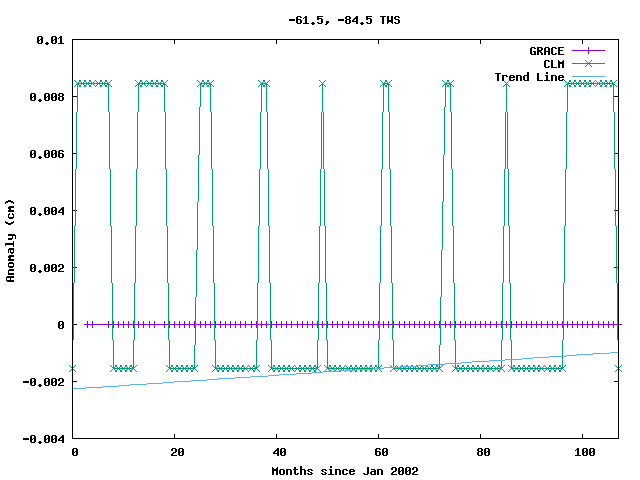 -61.5, -84.5 TWS
GRACE
CLM
Trend Line
0.01
0.008
0.006
0.004
0.002
0
-0.002
-0.004
Anomaly (cm)
0 20 40 60 80 100
Months since Jan 2002